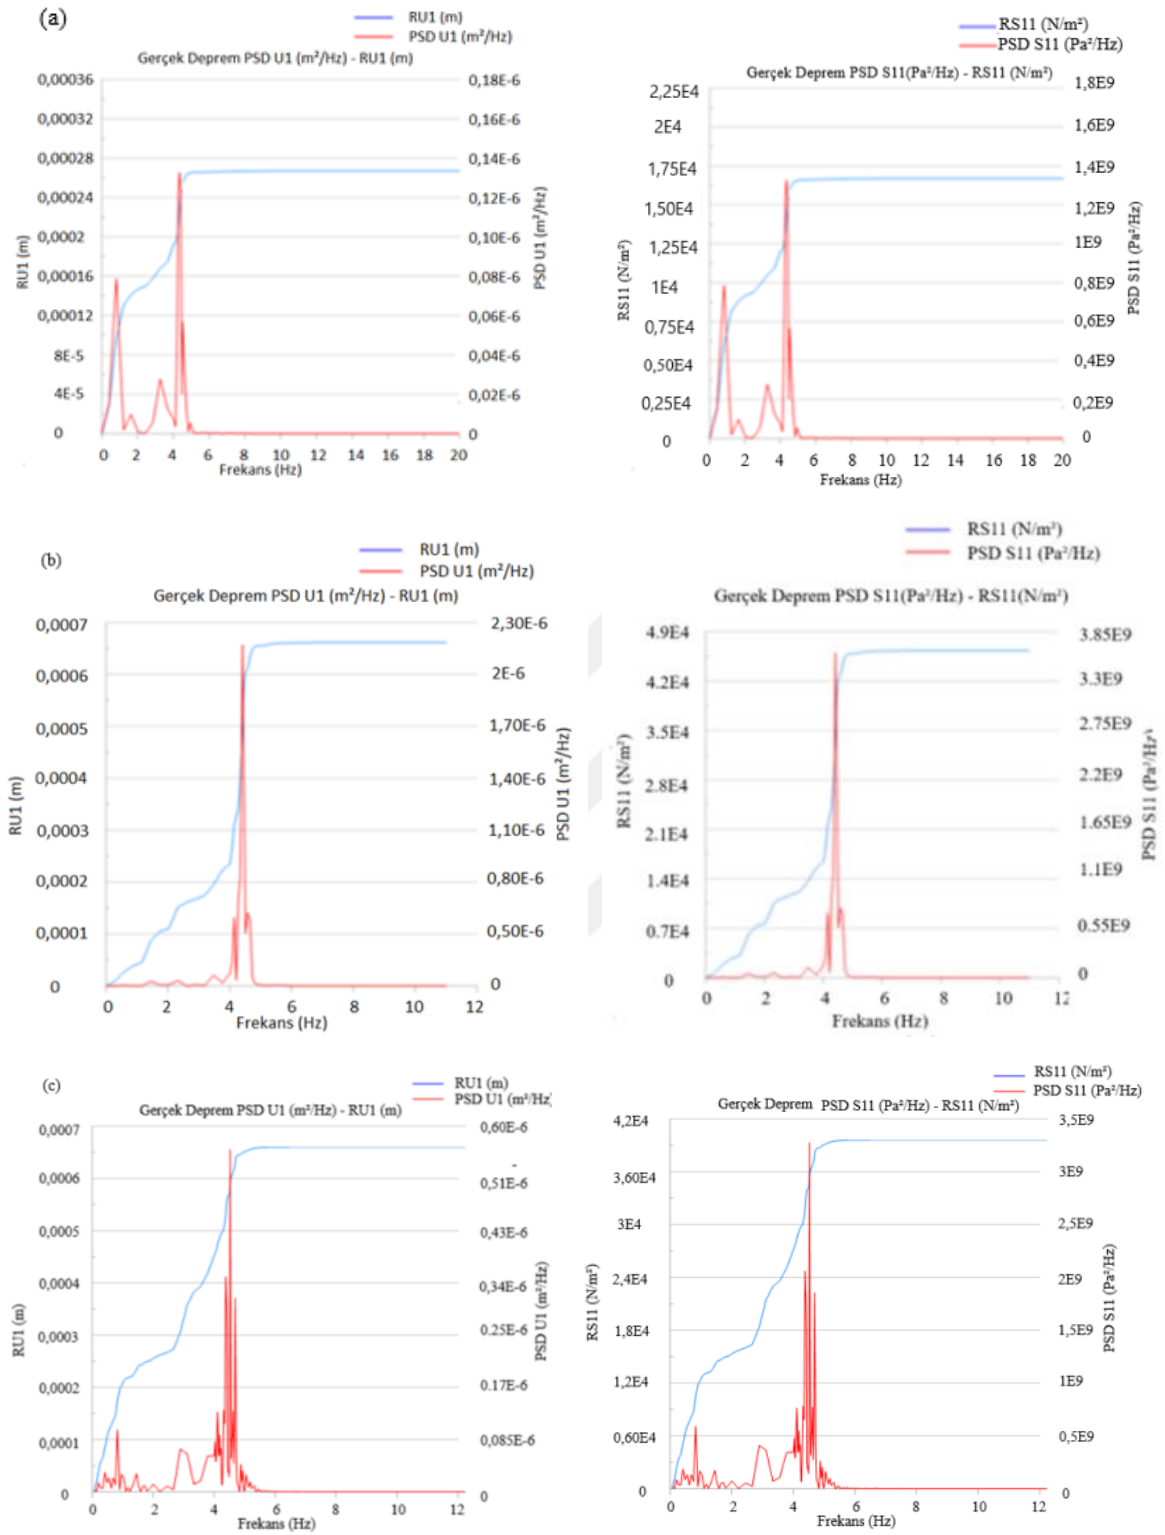 (a)
RU1 (m)
PSD U1 (m²/Hz)
Gerçek Deprem PSD U1 (m²/Hz) - RU1 (m)
0,00036
0,00032
0,00028
0,00024
0,0002
0,00016
0,00012
8E-5
4E-5
0
RU1 (m)
0,18E-6
0,16E-6
0,14E-6
0,12E-6
0,10E-6
0,08E-6
0,06E-6
0,04E-6
0,02E-6
0
PSD U1 (m²/Hz)
0 2 4 6 8 10 12 14 16 18 20
Frekans (Hz)
RS11 (N/m²)
PSD S11 (Pa²/Hz)
Gerçek Deprem PSD S11(Pa²/Hz) - RS11 (N/m²)
2,25E4
2E4
1,75E4
1,50E4
1,25E4
1E4
0,75E4
0,50E4
0,25E4
0
RS11 (N/m²)
1,8E9
1,6E9
1,4E9
1,2E9
1E9
0,8E9
0,6E9
0,4E9
0,2E9
0
PSD S11 (Pa²/Hz)
0 2 4 6 8 10 12 14 16 18 20
Frekans (Hz)
(b)
RU1 (m)
PSD U1 (m²/Hz)
Gerçek Deprem PSD U1 (m²/Hz) - RU1 (m)
0,0007
0,0006
0,0005
0,0004
0,0003
0,0002
0,0001
0
RU1 (m)
2,30E-6
2E-6
1,70E-6
1,40E-6
1,10E-6
0,80E-6
0,50E-6
0
PSD U1 (m²/Hz)
0 2 4 6 8 10 12
Frekans (Hz)
RS11 (N/m²)
PSD S11 (Pa²/Hz)
Gerçek Deprem PSD S11(Pa²/Hz) - RS11(N/m²)
4.9E4
4.2E4
3.5E4
2.8E4
2.1E4
1.4E4
0.7E4
0
RS11 (N/m²)
3.85E9
3.3E9
2.75E9
2.2E9
1.65E9
1.1E9
0.55E9
0
PSD S11 (Pa²/Hz)
0 2 4 6 8 10 12
Frekans (Hz)
(c)
RU1 (m)
PSD U1 (m²/Hz)
Gerçek Deprem PSD U1 (m²/Hz) - RU1 (m)
0,0007
0,0006
0,0005
0,0004
0,0003
0,0002
0,0001
0
RU1 (m)
0,60E-6
0,51E-6
0,43E-6
0,34E-6
0.25E-6
0.17E-6
0,085E-6
0
PSD U1 (m²/Hz)
0 2 4 6 8 10 12
Frekans (Hz)
RS11 (N/m²)
PSD S11 (Pa²/Hz)
Gerçek Deprem PSD S11 (Pa²/Hz) - RS11 (N/m²)
4,2E4
3,60E4
3E4
2,4E4
1,8E4
1,2E4
0,60E4
0
RS11 (N/m²)
3,5E9
3E9
2,5E9
2E9
1,5E9
1E9
0,5E9
0
PSD S11 (Pa²/Hz)
0 2 4 6 8 10 12
Frekans (Hz)